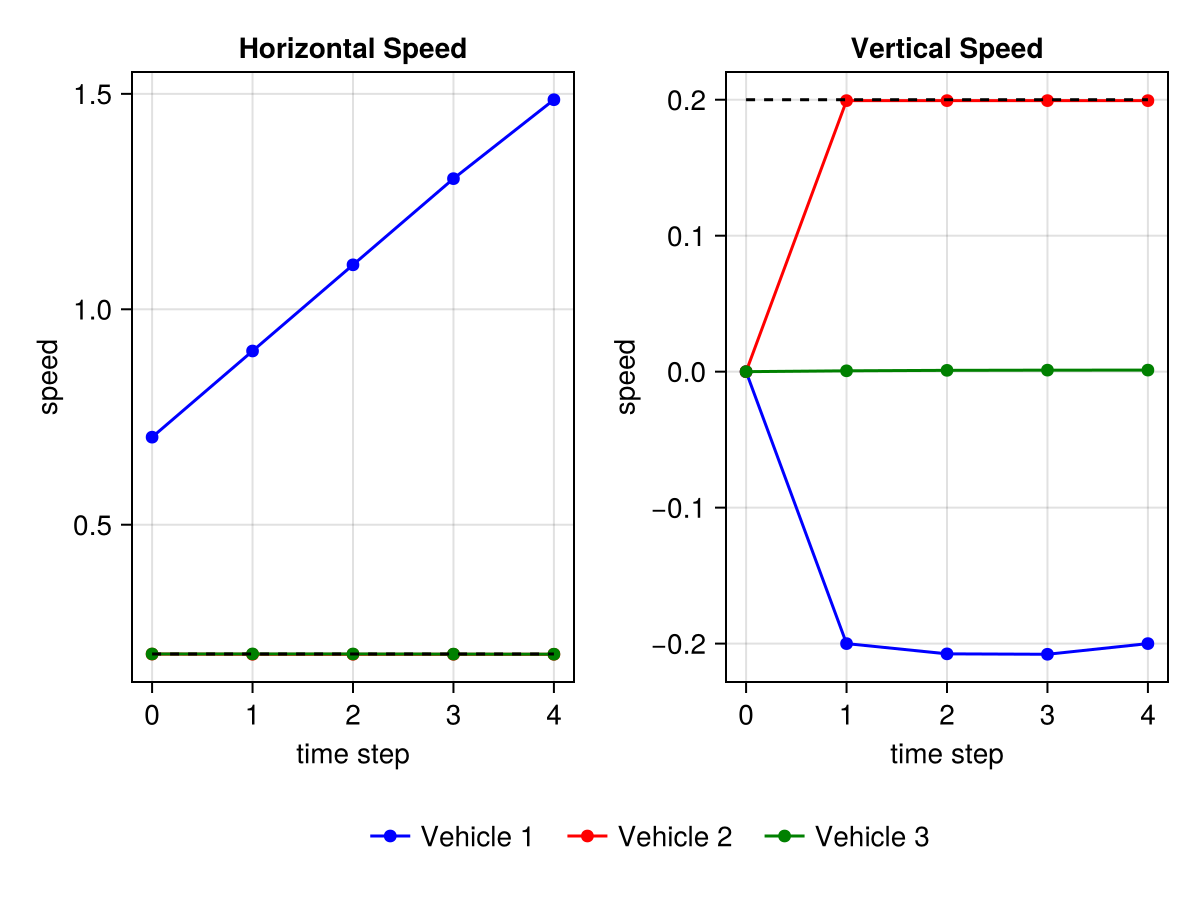 Horizontal Speed
Vertical Speed
1.5
1.0
0.5
speed
0
1
2
3
4
time step
0.2
0.1
0.0
−0.1
−0.2
speed
0
1
2
3
4
time step
Vehicle 1
Vehicle 2
Vehicle 3